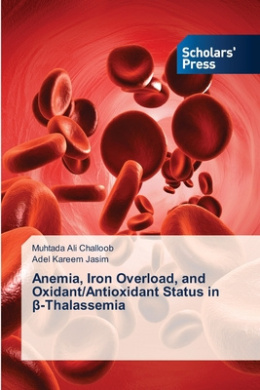 Scholars'
Press
Muhtada Ali Challoob
Adel Kareem Jasim
Anemia, Iron Overload, and
Oxidant/Antioxidant Status in
β-Thalassemia